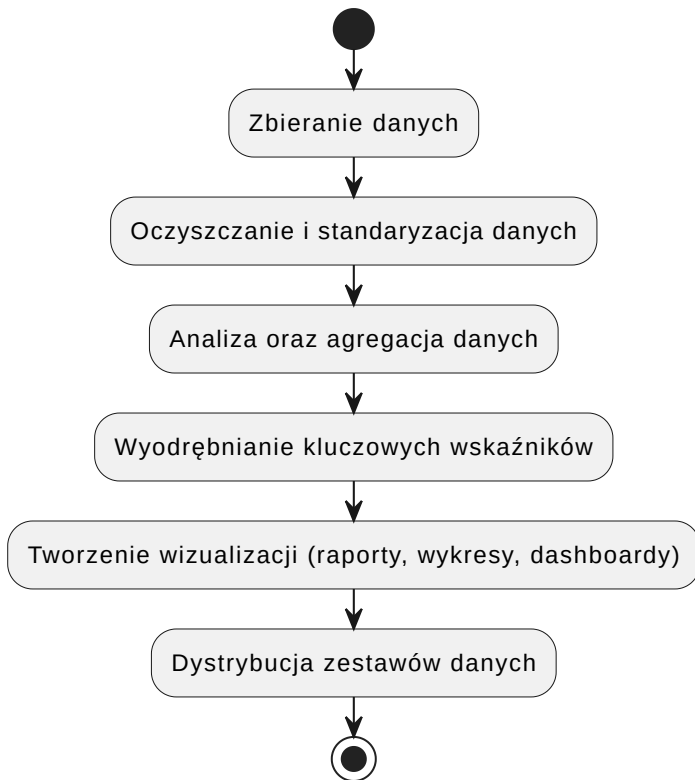 Zbieranie danych
Oczyszczanie i standaryzacja danych
Analiza oraz agregacja danych
Wyodrębnianie kluczowych wskaźników
Tworzenie wizualizacji (raporty, wykresy, dashboardy)
Dystrybucja zestawów danych